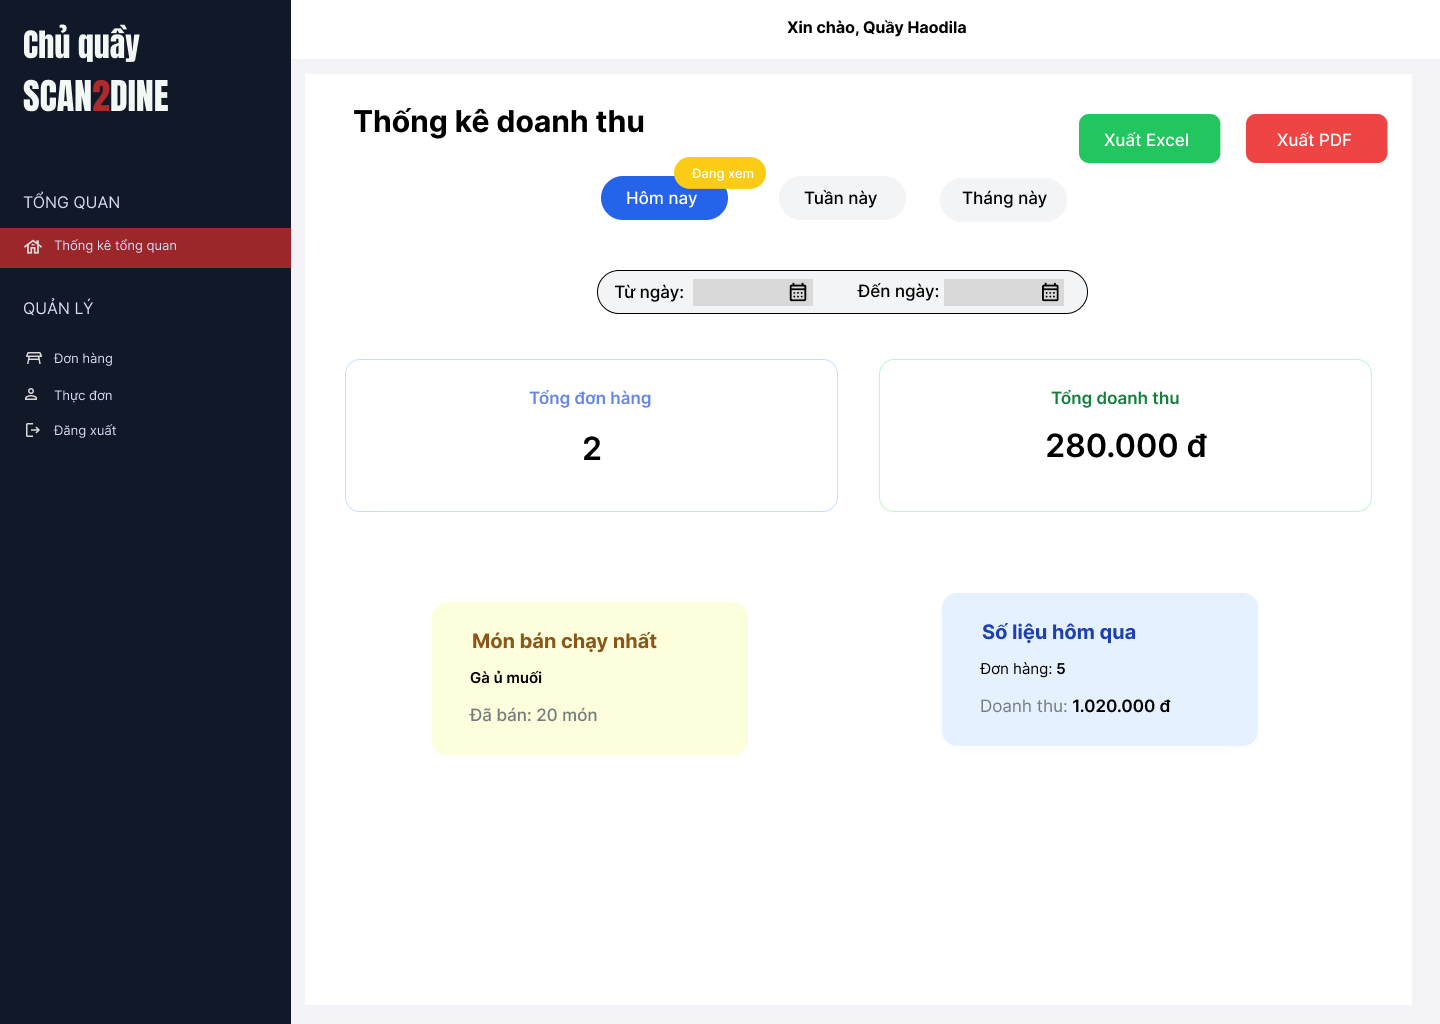 Chủ quầy
SCAN2DINE
TỔNG QUAN
Thống kê tổng quan
QUẢN LÝ
Đơn hàng
Thực đơn
Đăng xuất
Xin chào, Quầy Haodila
Thống kê doanh thu
Xuất Excel
Xuất PDF
Đang xem
Hôm nay
Tuần này
Tháng này
Từ ngày:
Đến ngày:
Tổng đơn hàng
2
Tổng doanh thu
280.000 đ
Món bán chạy nhất
Gà ủ muối
Đã bán: 20 món
Số liệu hôm qua
Đơn hàng: 5
Doanh thu: 1.020.000 đ